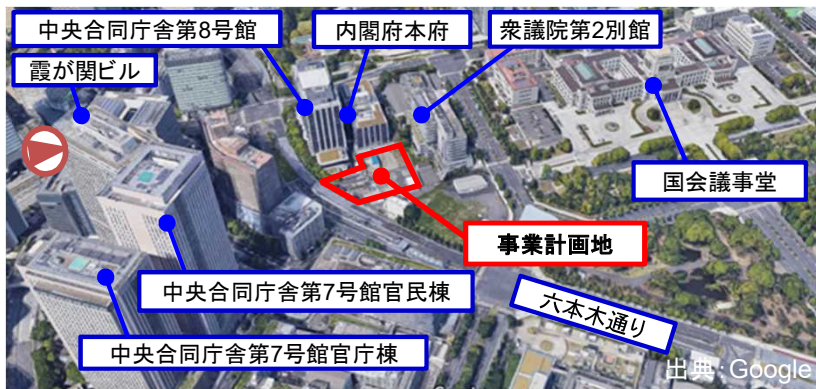 中央合同庁舎第8号館
内閣府本府
衆議院第2別館
霞が関ビル
国会議事堂
事業計画地
中央合同庁舎第7号館官民棟
六本木通り
中央合同庁舎第7号館官庁棟
出典：Google